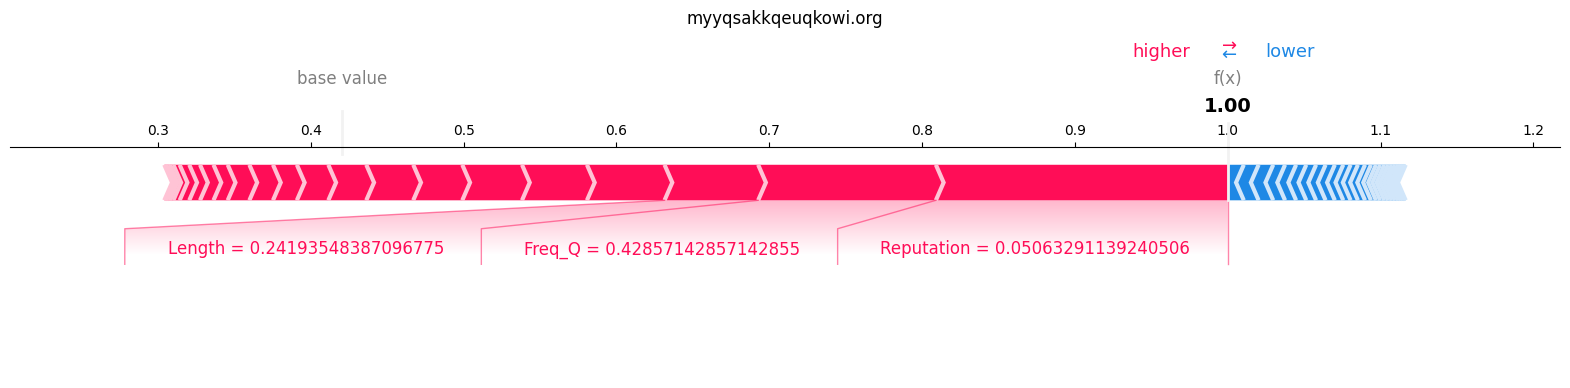 myyqsakkqeuqkowi.org
higher ⇄ lower
base value f(x)
1.00
0.3 0.4 0.5 0.6 0.7 0.8 0.9 1.0 1.1 1.2
Length = 0.24193548387096775 Freq_Q = 0.42857142857142855 Reputation = 0.05063291139240506